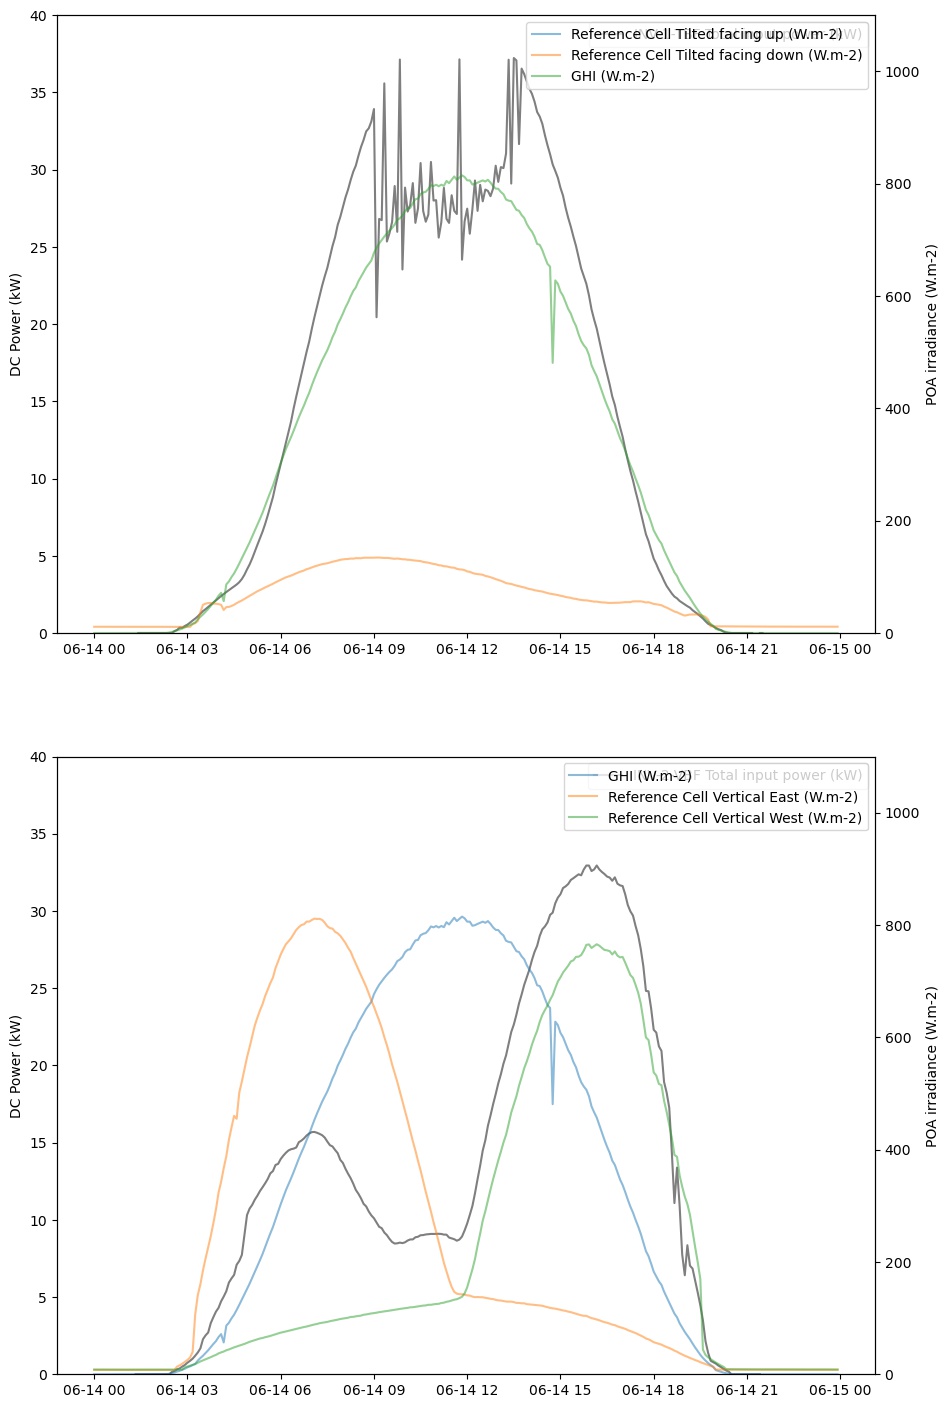 40
35
30
25
20
15
10
5
0
DC Power (kW)
Reference Cell Tilted facing up (W.m-2)
Reference Cell Tilted facing down (W.m-2)
GHI (W.m-2)
1000
800
600
400
200
0
POA irradiance (W.m-2)
06-14 00 06-14 03 06-14 06 06-14 09 06-14 12 06-14 15 06-14 18 06-14 21 06-15 00
40
35
30
25
20
15
10
5
0
DC Power (kW)
GHI (W.m-2) Total input power (kW)
Reference Cell Vertical East (W.m-2)
Reference Cell Vertical West (W.m-2)
1000
800
600
400
200
0
POA irradiance (W.m-2)
06-14 00 06-14 03 06-14 06 06-14 09 06-14 12 06-14 15 06-14 18 06-14 21 06-15 00